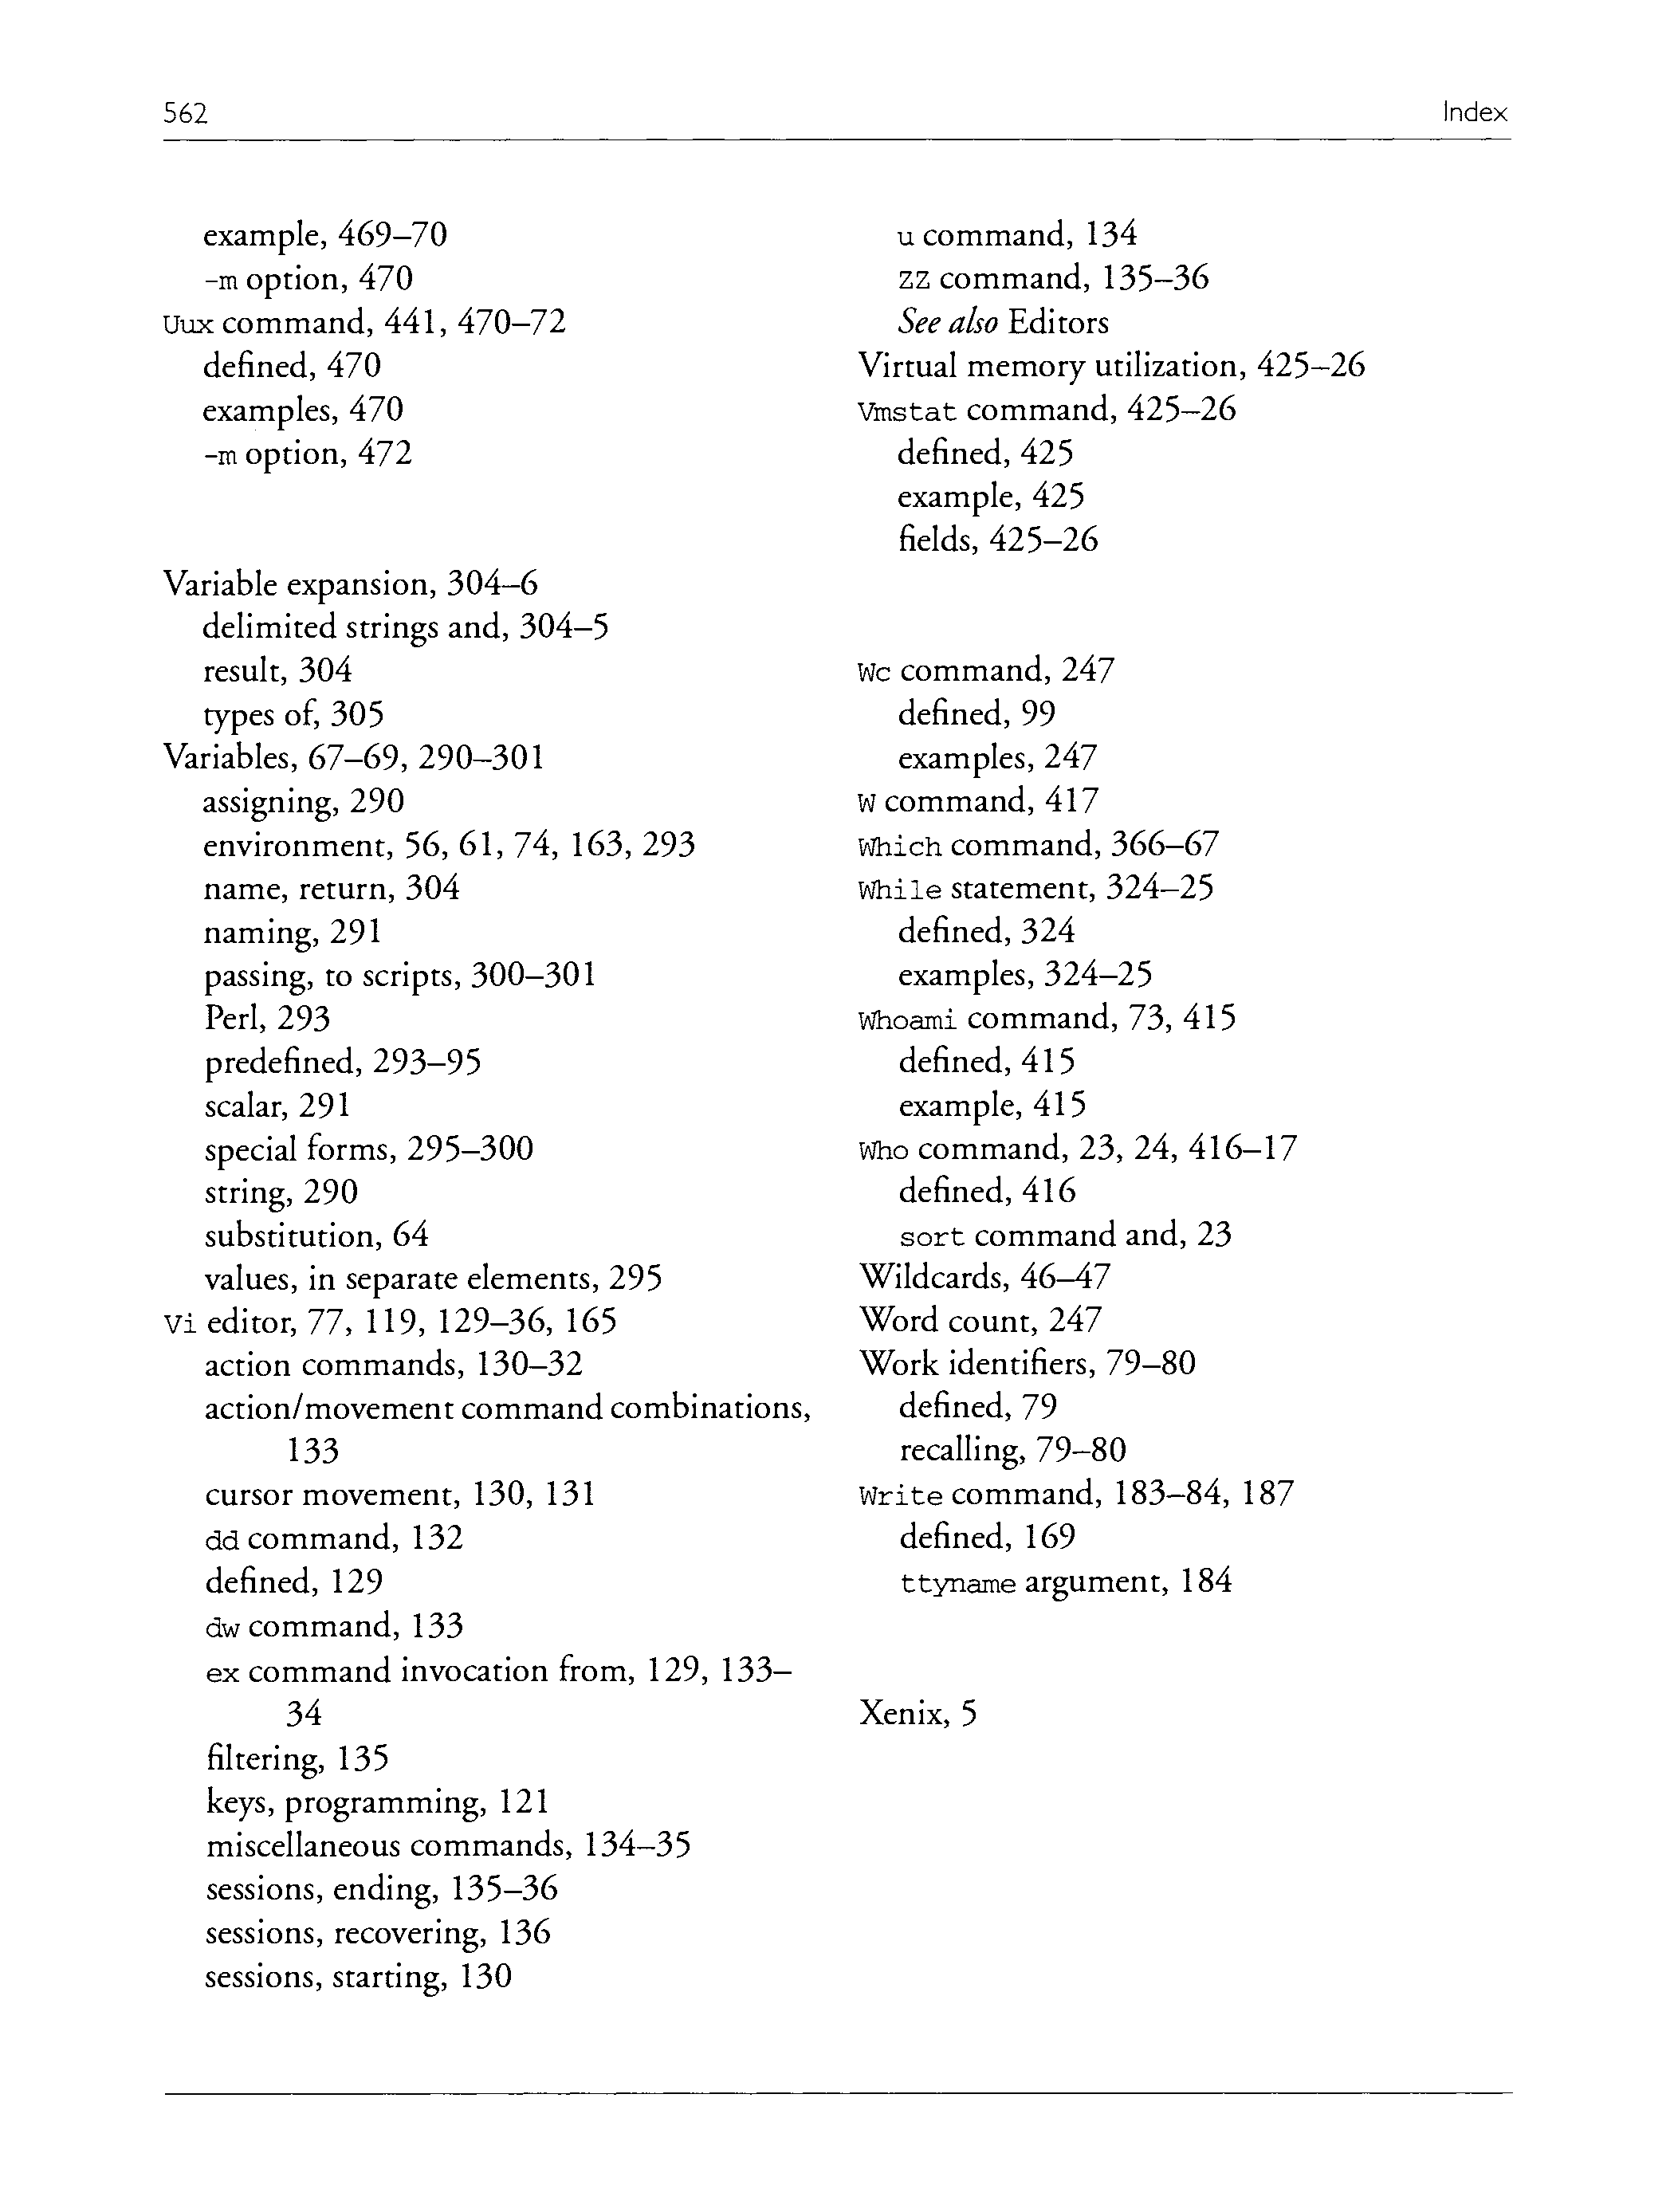 562
Index
example, 469–70
-m option, 470
Uux command, 441, 470–72
defined, 470
examples, 470
-m option, 472
Variable expansion, 304–6
delimited strings and, 304–5
result, 304
types of, 305
Variables, 67–69, 290–301
assigning, 290
environment, 56, 61, 74, 163, 293
name, return, 304
naming, 291
passing, to scripts, 300–301
Perl, 293
predefined, 293–95
scalar, 291
special forms, 295–300
string, 290
substitution, 64
values, in separate elements, 295
Vi editor, 77, 119, 129–36, 165
action commands, 130–32
action/movement command combinations,
133
cursor movement, 130, 131
dd command, 132
defined, 129
dw command, 133
ex command invocation from, 129, 133–
34
filtering, 135
keys, programming, 121
miscellaneous commands, 134–35
sessions, ending, 135–36
sessions, recovering, 136
sessions, starting, 130
u command, 134
zz command, 135–36
See also Editors
Virtual memory utilization, 425–26
Vmstat command, 425–26
defined, 425
example, 425
fields, 425–26
Wc command, 247
defined, 99
examples, 247
W command, 417
Which command, 366–67
While statement, 324–25
defined, 324
examples, 324–25
Whoami command, 73, 415
defined, 415
example, 415
Who command, 23, 24, 416–17
defined, 416
sort command and, 23
Wildcards, 46–47
Word count, 247
Work identifiers, 79–80
defined, 79
recalling, 79–80
Write command, 183–84, 187
defined, 169
ttyname argument, 184
Xenix, 5